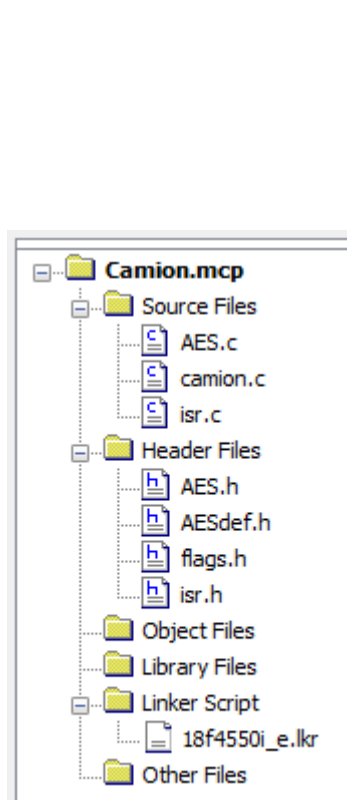 Camion.mcp
Source Files
AES.c
camion.c
isr.c
Header Files
AES.h
AESdef.h
flags.h
isr.h
Object Files
Library Files
Linker Script
18f4550i_e.lkr
Other Files